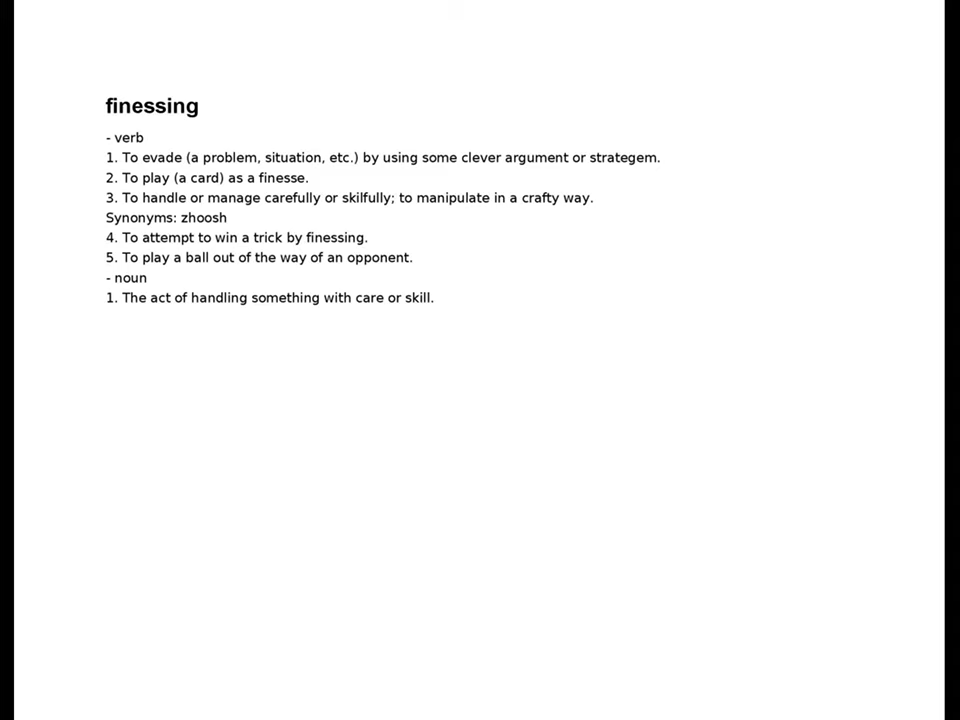 finessing
- verb
1. To evade (a problem, situation, etc.) by using some clever argument or strategem.
2. To play (a card) as a finesse.
3. To handle or manage carefully or skilfully; to manipulate in a crafty way.
Synonyms: zhoosh
4. To attempt to win a trick by finessing.
5. To play a ball out of the way of an opponent.
- noun
1. The act of handling something with care or skill.